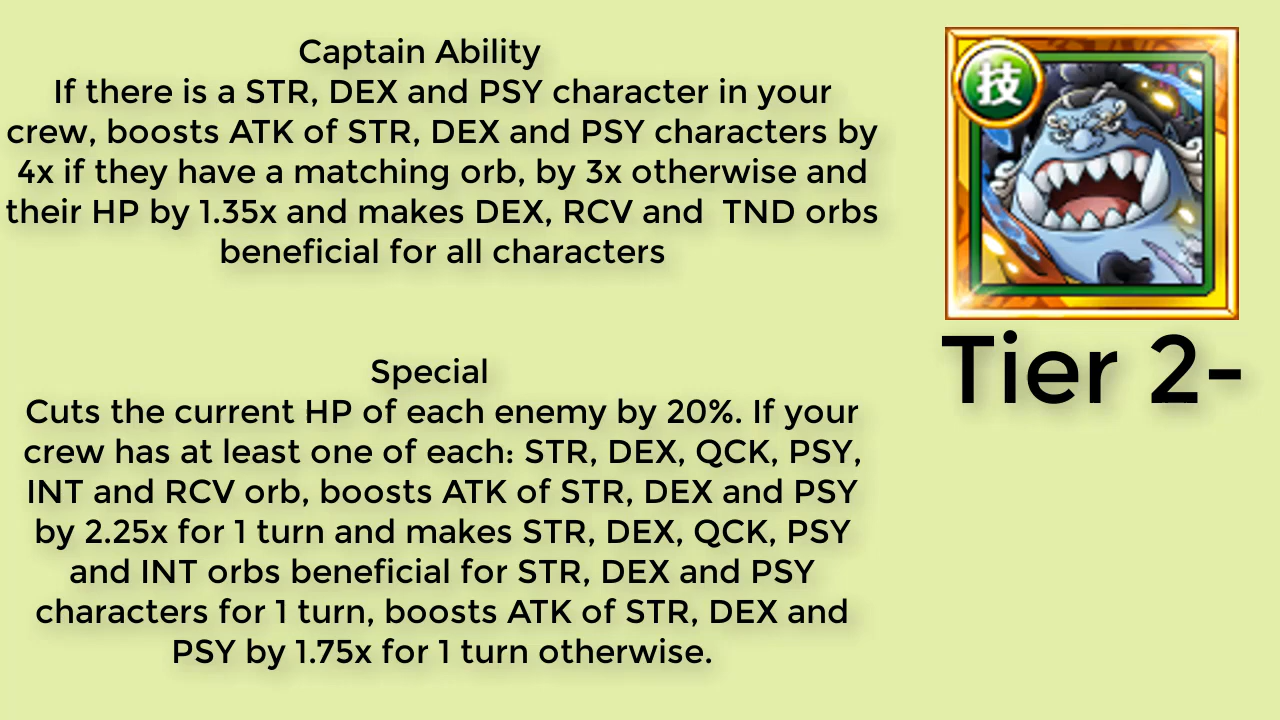 Captain Ability
If there is a STR, DEX and PSY character in your
crew, boosts ATK of STR, DEX and PSY characters by
4x if they have a matching orb, by 3x otherwise and
their HP by 1.35x and makes DEX, RCV and TND orbs
beneficial for all characters
Special
Cuts the current HP of each enemy by 20%. If your
crew has at least one of each: STR, DEX, QCK, PSY,
INT and RCV orb, boosts ATK of STR, DEX and PSY
by 2.25x for 1 turn and makes STR, DEX, QCK, PSY
and INT orbs beneficial for STR, DEX and PSY
characters for 1 turn, boosts ATK of STR, DEX and
PSY by 1.75x for 1 turn otherwise.
技
Tier 2-